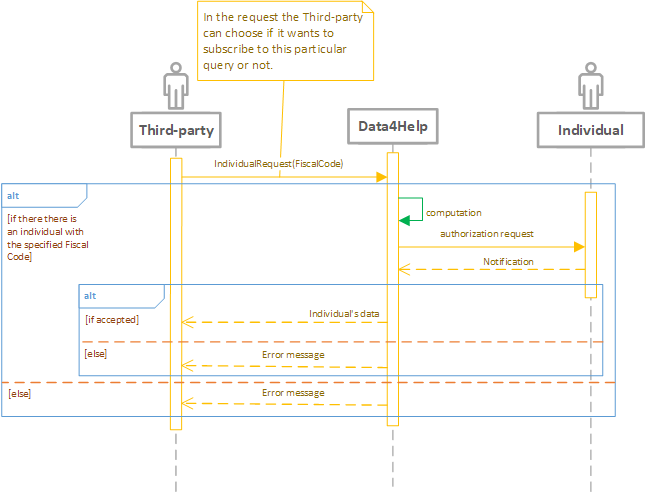 In the request the Third-party
can choose if it wants to
subscribe to this particular
query or not.
Third-party
Data4Help
Individual
IndividualRequest(FiscalCode)
alt
[if there there is
an individual with
the specified Fiscal
Code]
computation
authorization request
Notification
alt
[if accepted]
Individual's data
[else]
Error message
[else]
Error message